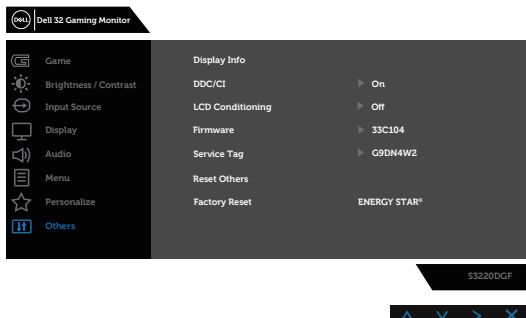 DELL Dell 32 Gaming Monitor
Game Display Info
Brightness / Contrast DDC/CI On
Input Source LCD Conditioning Off
Display Firmware 33C104
Audio Service Tag G9DN4W2
Menu Reset Others
Personalize Factory Reset ENERGY STAR®
Others
S3220DGF